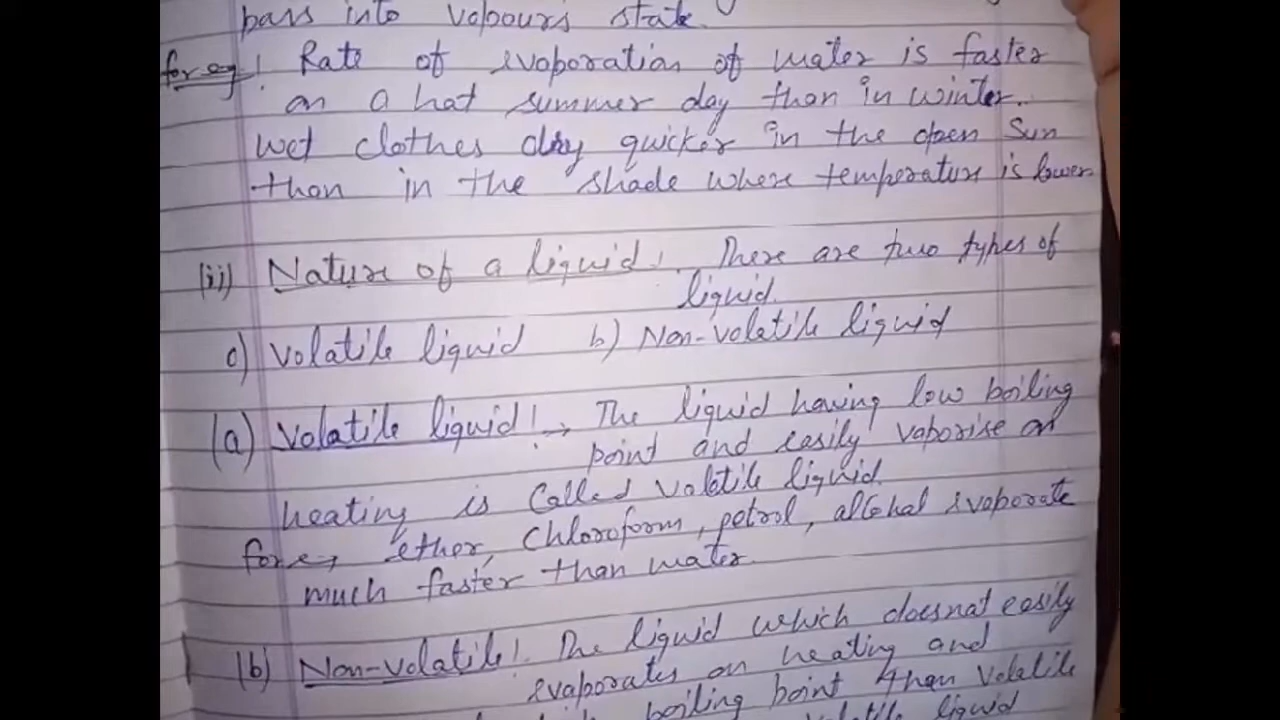 pass into vapours state.
for eg! Rate of evaporation of water is faster
on a hot summer day than in winter.
Wet clothes dry quicker in the open Sun
than in the shade where temperature is lower.
(ii) Nature of a liquid! There are two types of
liquid.
a) Volatile liquid b) Non-volatile liquid
(a) Volatile liquid! → The liquid having low boiling
point and easily vaporise on
heating is Called Volatile liquid.
for eg → ether, Chloroform, petrol, alcohol evaporate
much faster than water.
(b) Non-volatile! The liquid which doesnot easily
evaporates on heating and
boiling point than Volatile
liquid